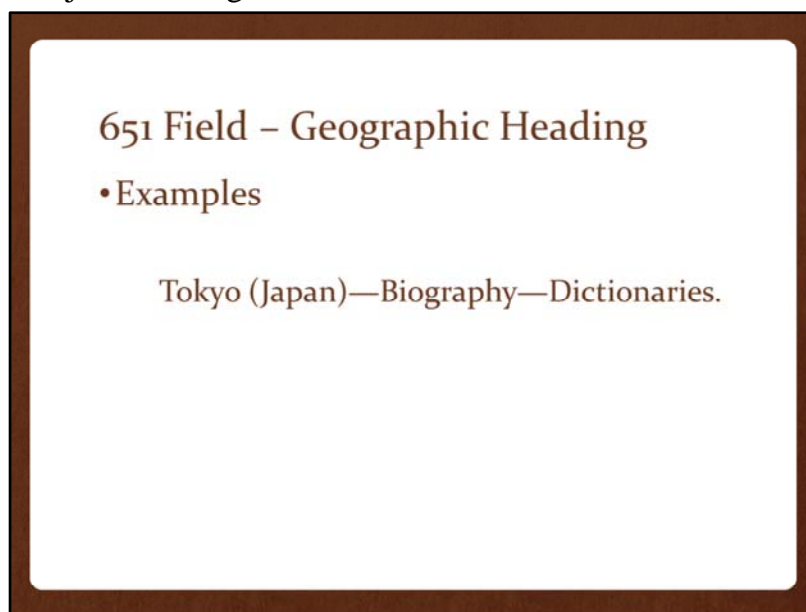 651 Field – Geographic Heading
•Examples
Tokyo (Japan)—Biography—Dictionaries.